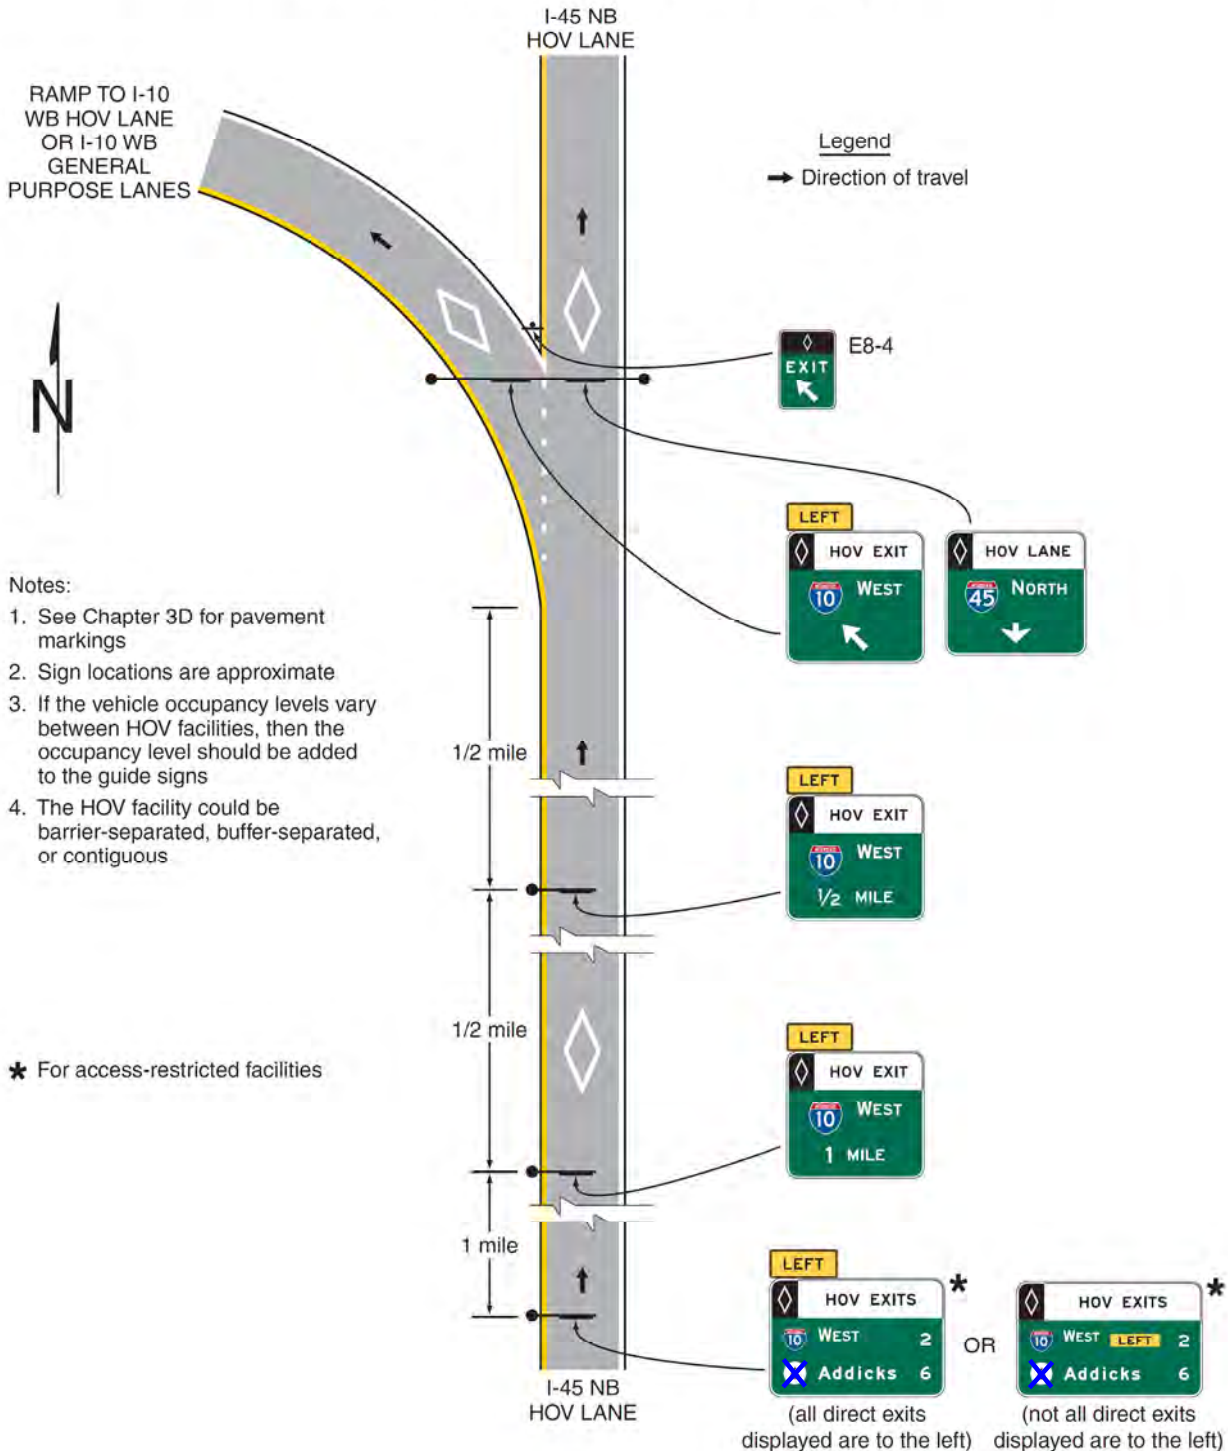 I-45 NB
HOV LANE
RAMP TO I-10
WB HOV LANE
OR I-10 WB
GENERAL
PURPOSE LANES
Legend
Direction of travel
N
E8-4
EXIT
LEFT
HOV EXIT
10 WEST
HOV LANE
45 NORTH
Notes:
1. See Chapter 3D for pavement
markings
2. Sign locations are approximate
3. If the vehicle occupancy levels vary
between HOV facilities, then the
occupancy level should be added
to the guide signs
4. The HOV facility could be
barrier-separated, buffer-separated,
or contiguous
* For access-restricted facilities
1/2 mile
LEFT
HOV EXIT
10 WEST
1/2 MILE
1/2 mile
LEFT
HOV EXIT
10 WEST
1 MILE
1 mile
LEFT
HOV EXITS
10 WEST 2
Addicks 6
*
OR
HOV EXITS
10 WEST LEFT 2
Addicks 6
*
(all direct exits
displayed are to the left)
(not all direct exits
displayed are to the left)
I-45 NB
HOV LANE